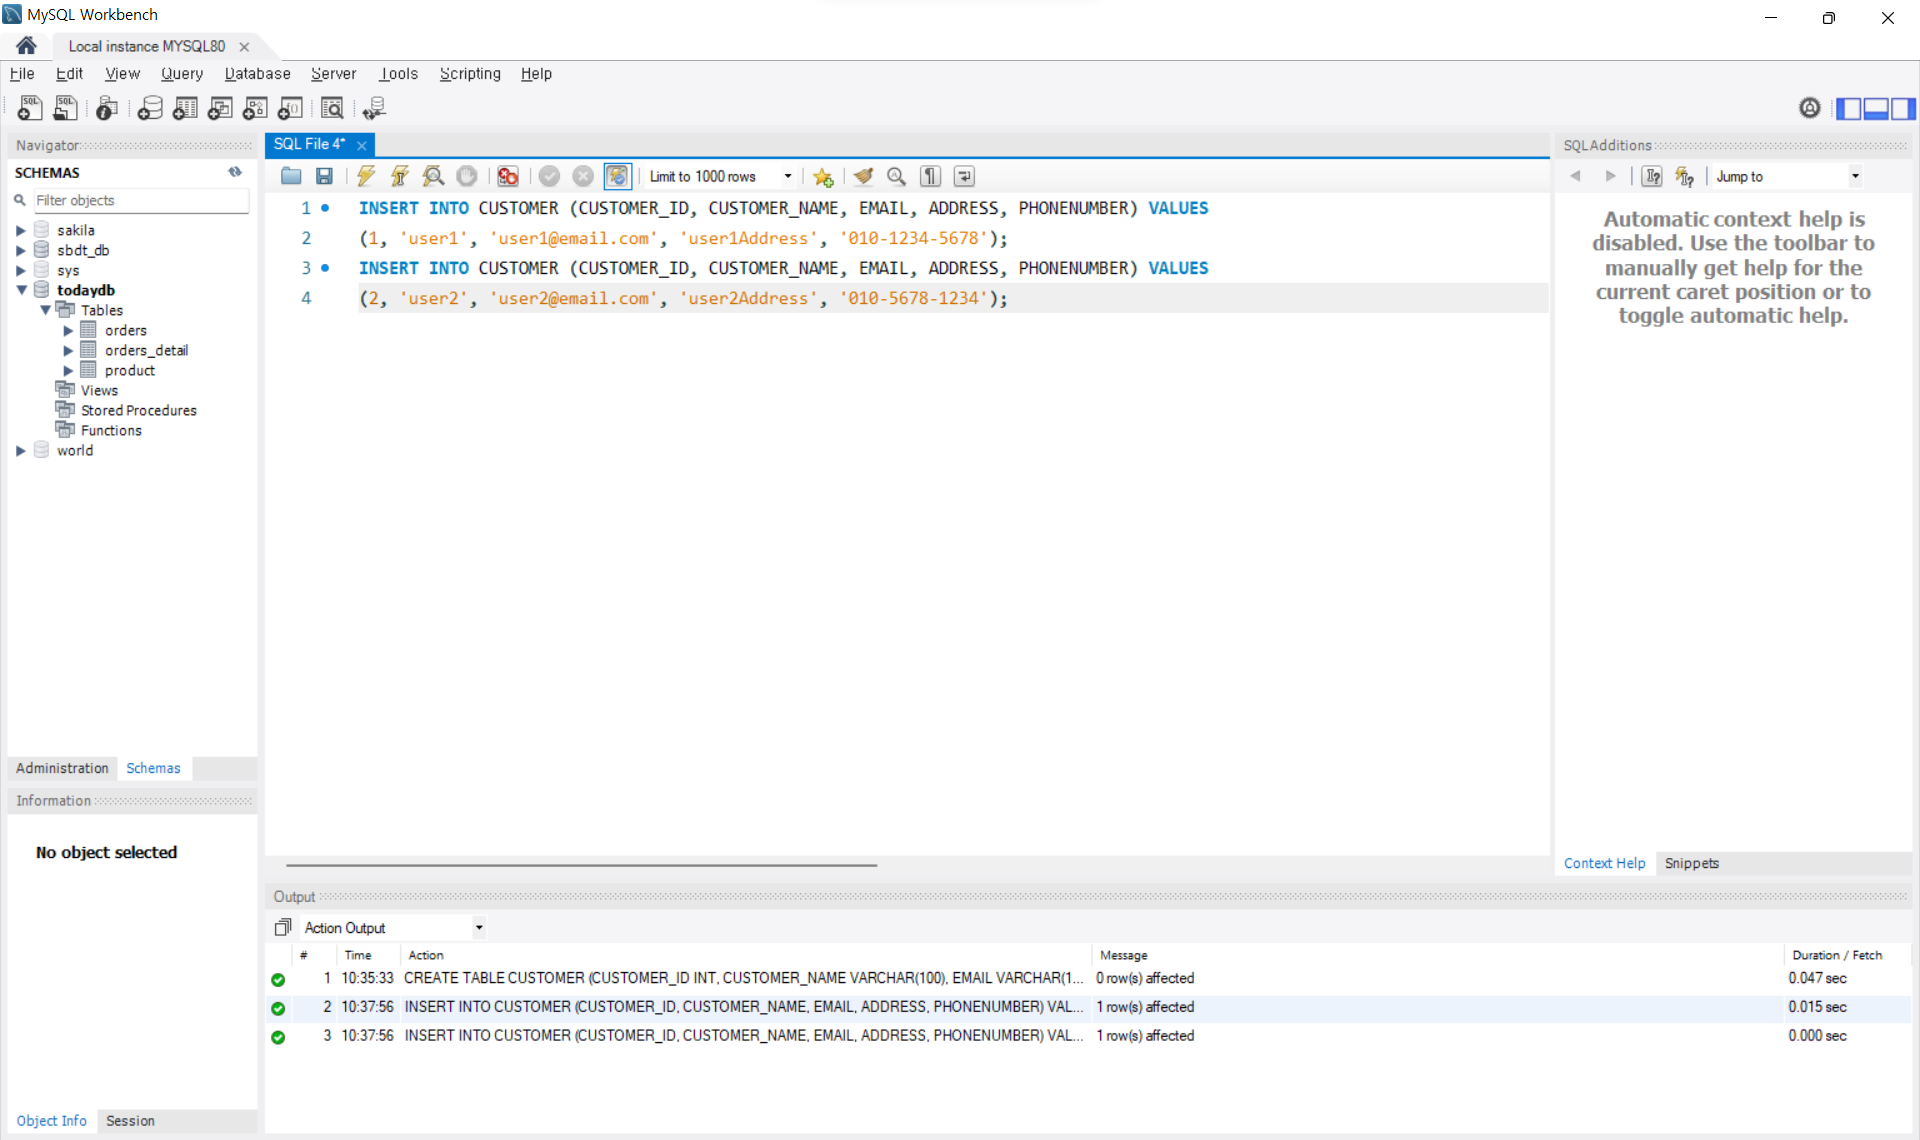 MySQL Workbench
Local instance MYSQL80
File Edit View Query Database Server Tools Scripting Help
Navigator
SCHEMAS
Filter objects
sakila
sbdt_db
sys
todaydb
Tables
orders
orders_detail
product
Views
Stored Procedures
Functions
world
Administration Schemas
Information
No object selected
Object Info Session
SQL File 4*
Limit to 1000 rows
1 INSERT INTO CUSTOMER (CUSTOMER_ID, CUSTOMER_NAME, EMAIL, ADDRESS, PHONENUMBER) VALUES
2 (1, 'user1', 'user1@email.com', 'user1Address', '010-1234-5678');
3 INSERT INTO CUSTOMER (CUSTOMER_ID, CUSTOMER_NAME, EMAIL, ADDRESS, PHONENUMBER) VALUES
4 (2, 'user2', 'user2@email.com', 'user2Address', '010-5678-1234');
SQLAdditions
Jump to
Automatic context help is
disabled. Use the toolbar to
manually get help for the
current caret position or to
toggle automatic help.
Context Help Snippets
Output
Action Output
# Time Action Message Duration / Fetch
1 10:35:33 CREATE TABLE CUSTOMER (CUSTOMER_ID INT, CUSTOMER_NAME VARCHAR(100), EMAIL VARCHAR(1... 0 row(s) affected 0.047 sec
2 10:37:56 INSERT INTO CUSTOMER (CUSTOMER_ID, CUSTOMER_NAME, EMAIL, ADDRESS, PHONENUMBER) VAL... 1 row(s) affected 0.015 sec
3 10:37:56 INSERT INTO CUSTOMER (CUSTOMER_ID, CUSTOMER_NAME, EMAIL, ADDRESS, PHONENUMBER) VAL... 1 row(s) affected 0.000 sec